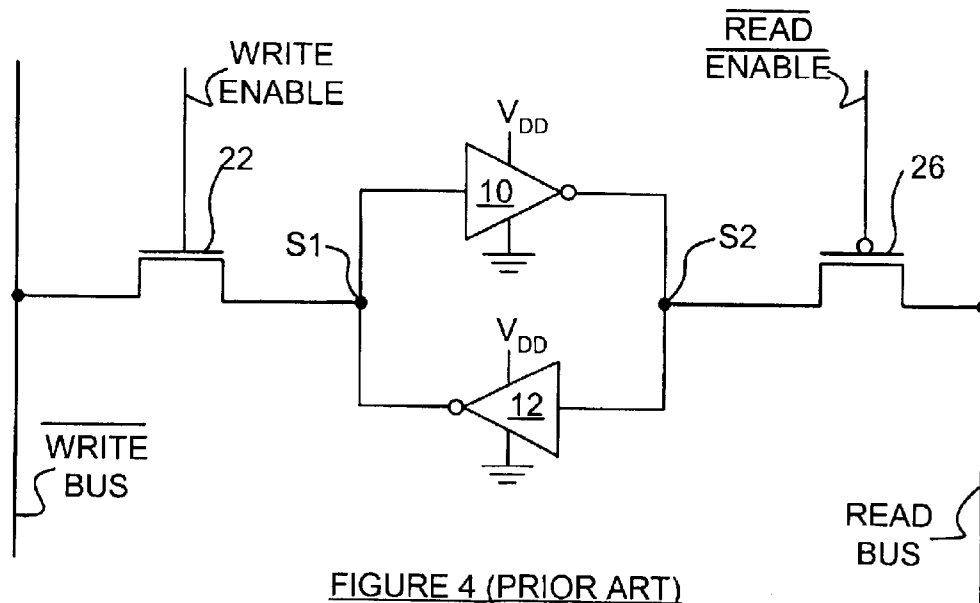 WRITE
ENABLE
READ
ENABLE
22
V DD
10
26
S1
S2
V DD
12
WRITE
BUS
READ
BUS
FIGURE 4 (PRIOR ART)